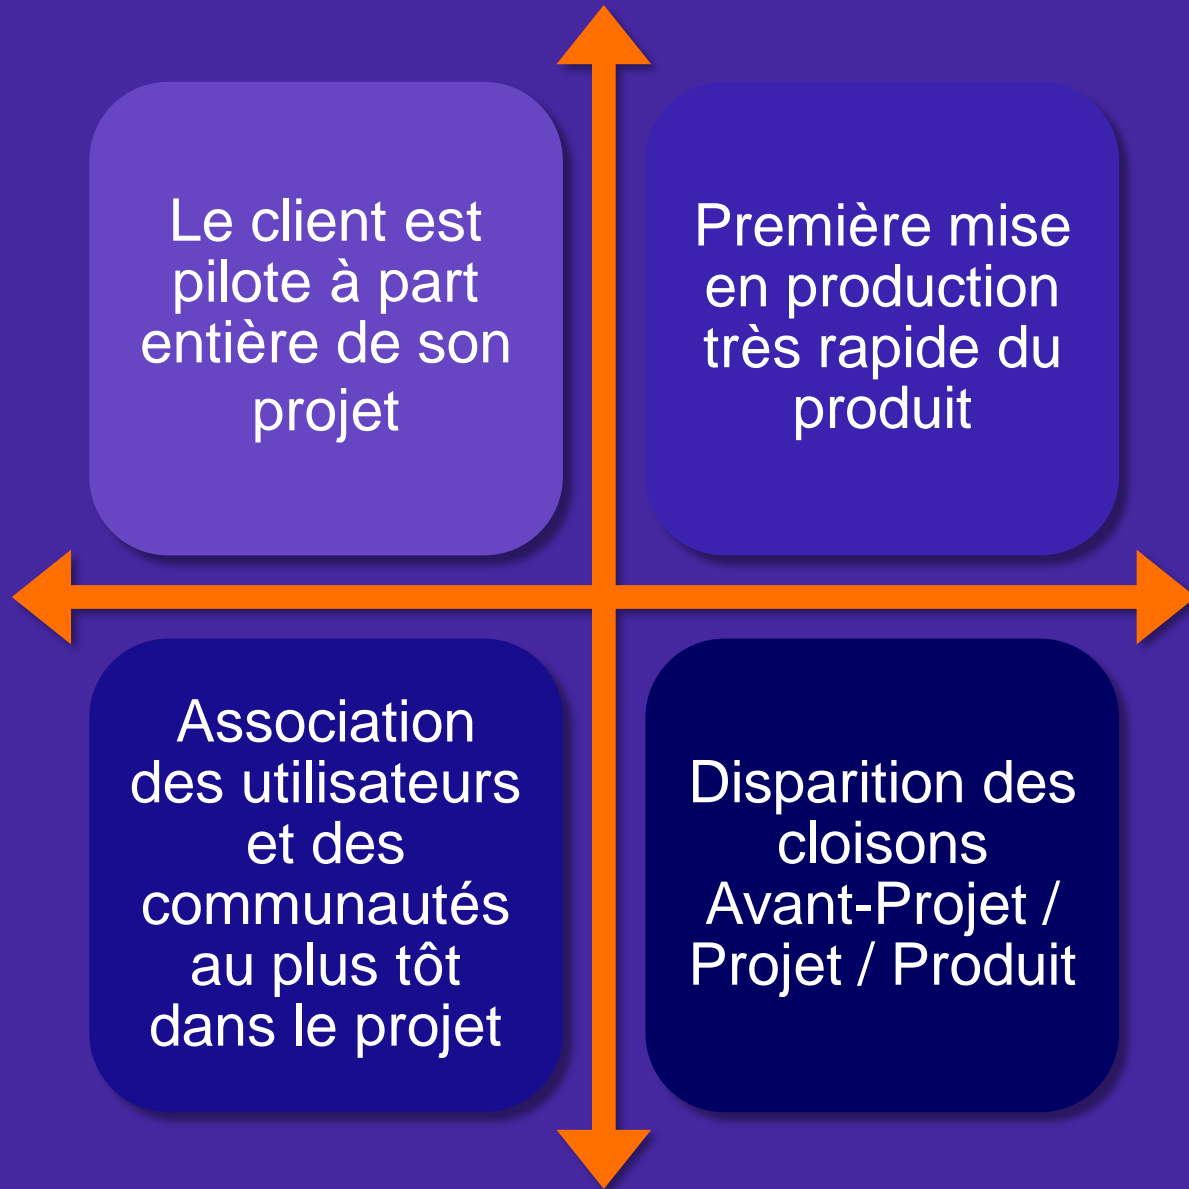 Le client est
pilote à part
entière de son
projet
Première mise
en production
très rapide du
produit
Association
des utilisateurs
et des
communautés
au plus tôt
dans le projet
Disparition des
cloisons
Avant-Projet /
Projet / Produit